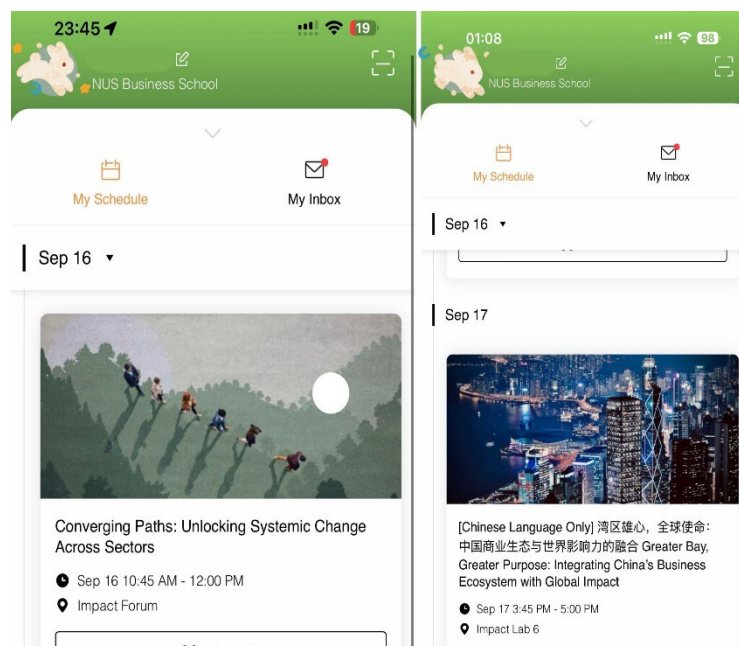 23:45
19
NUS Business School
My Schedule
My Inbox
Sep 16
Converging Paths: Unlocking Systemic Change
Across Sectors
Sep 16 10:45 AM - 12:00 PM
Impact Forum
01:08
98
NUS Business School
My Schedule
My Inbox
Sep 16
Sep 17
[Chinese Language Only] 湾区雄心，全球使命：
中国商业生态与世界影响力的融合 Greater Bay,
Greater Purpose: Integrating China's Business
Ecosystem with Global Impact
Sep 17 3:45 PM - 5:00 PM
Impact Lab 6